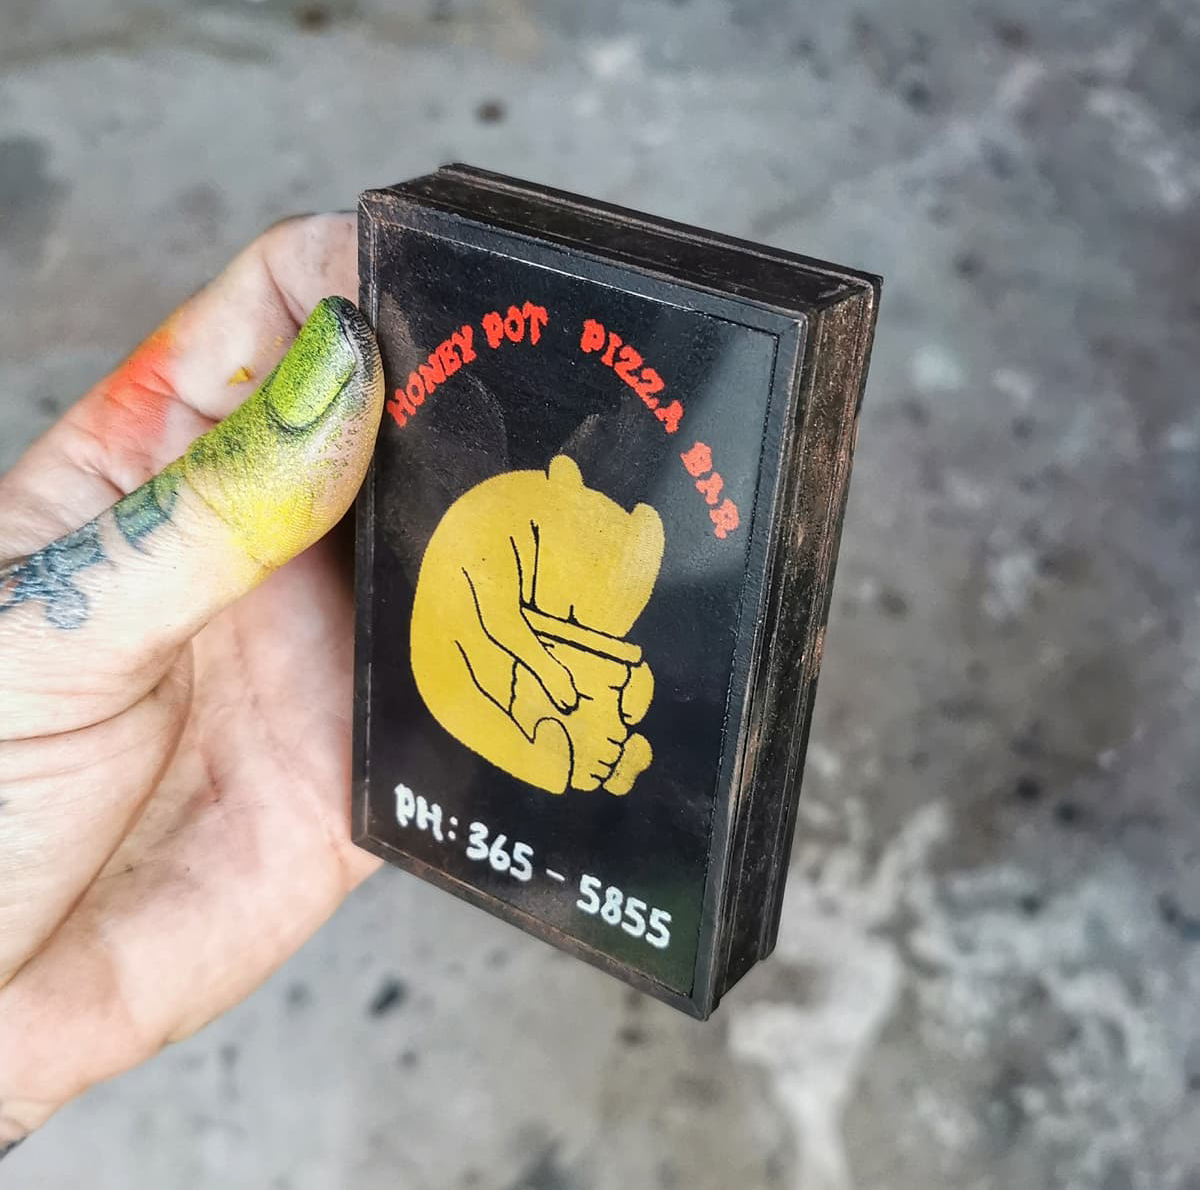 HONEY POT PIZZA BAR
PH: 365 - 5855